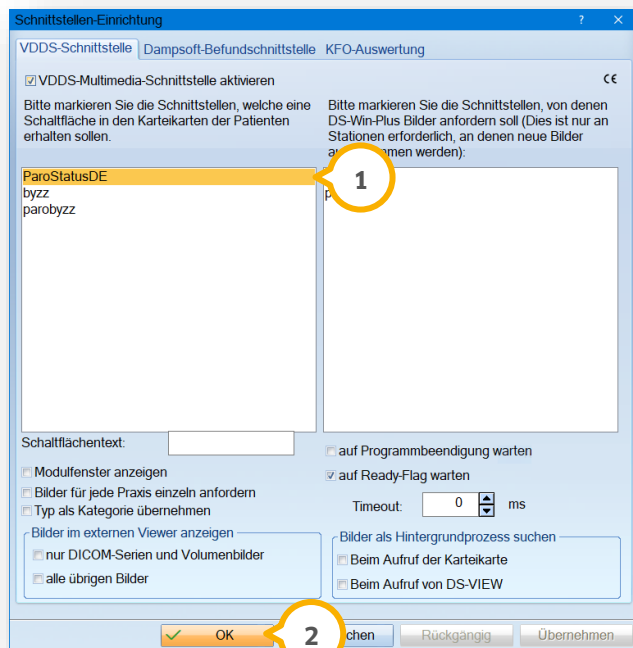 Schnittstellen-Einrichtung ? ×
VDDS-Schnittstelle Dampsoft-Befundschnittstelle KFO-Auswertung
VDDS-Multimedia-Schnittstelle aktivieren
CE
Bitte markieren Sie die Schnittstellen, welche eine
Schaltfläche in den Karteikarten der Patienten
erhalten sollen.
Bitte markieren Sie die Schnittstellen, von denen
DS-Win-Plus Bilder anfordern soll (Dies ist nur an
Stationen erforderlich, an denen neue Bilder
werden):
ParoStatusDE
byzz
parobyzz
1
Schaltflächentext:
Modulfenster anzeigen
Bilder für jede Praxis einzeln anfordern
Typ als Kategorie übernehmen
auf Programmbeendigung warten
auf Ready-Flag warten
Timeout: 0 ms
Bilder im externen Viewer anzeigen
nur DICOM-Serien und Volumenbilder
alle übrigen Bilder
Bilder als Hintergrundprozess suchen
Beim Aufruf der Karteikarte
Beim Aufruf von DS-VIEW
OK 2 Rückgängig Übernehmen